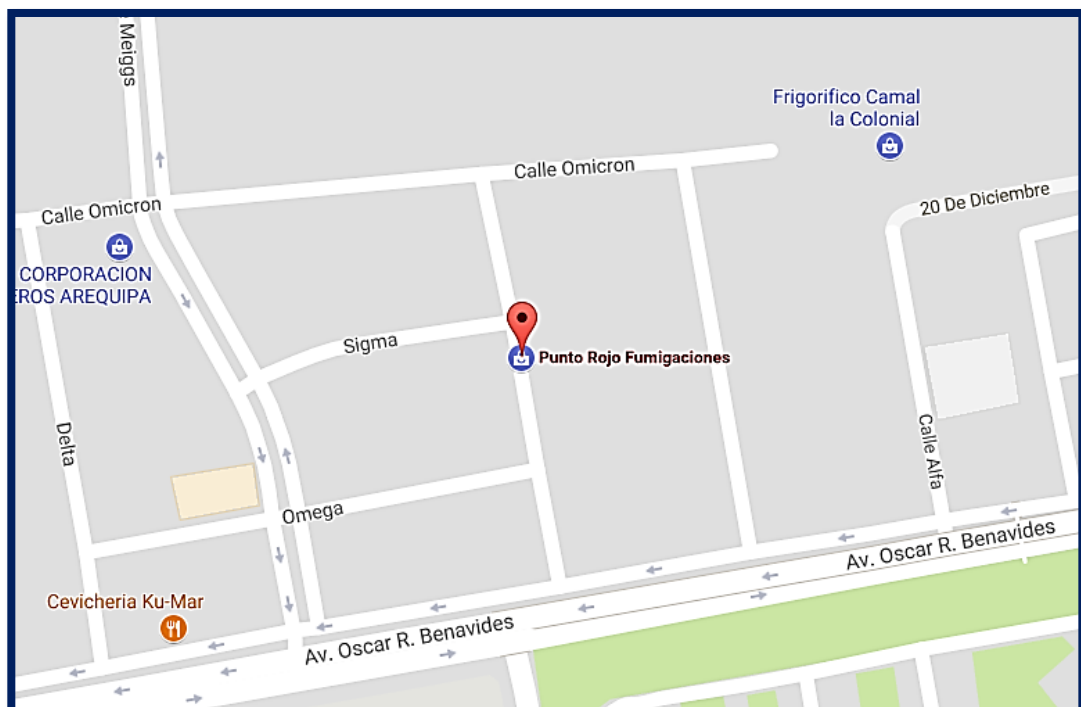 Meiggs
Frigorifico Camal
la Colonial
Calle Omicron
Calle Omicron
20 De Diciembre
CORPORACION
EROS AREQUIPA
Sigma
Punto Rojo Fumigaciones
Delta
Calle Alfa
Omega
Av. Oscar R. Benavides
Cevicheria Ku-Mar
Av. Oscar R. Benavides